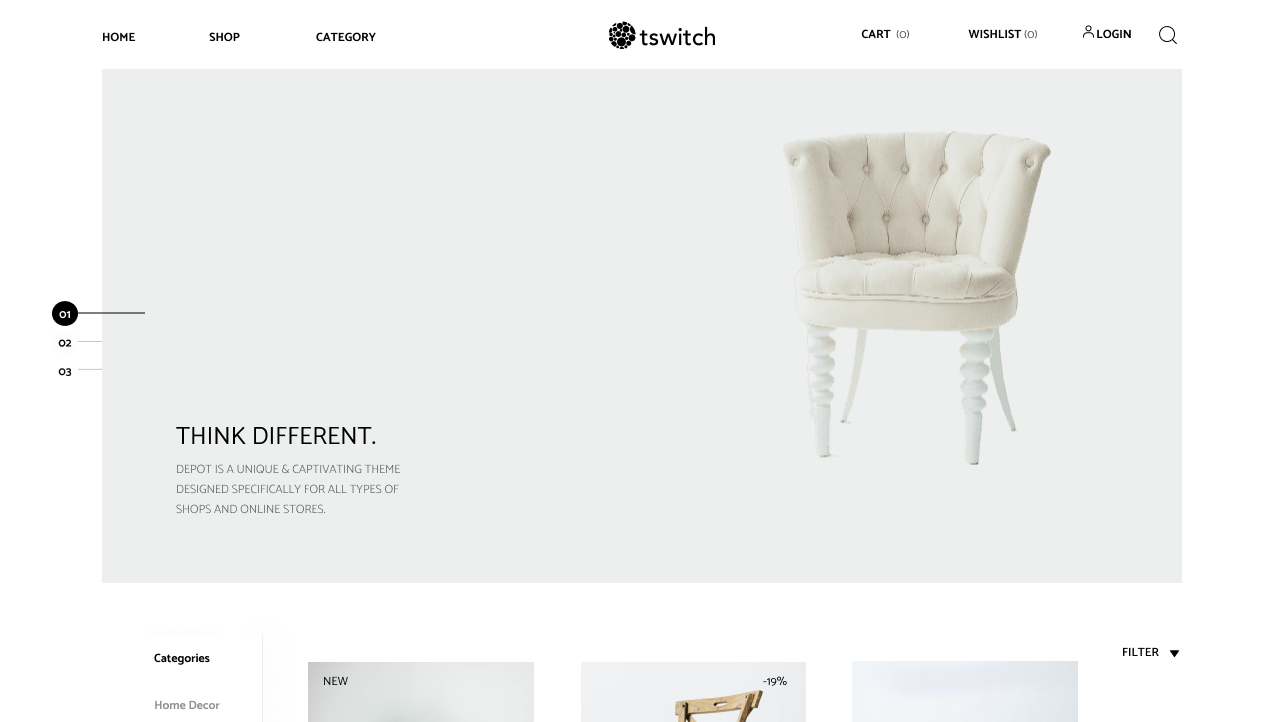 HOME
SHOP
CATEGORY
tswitch
CART (0)
WISHLIST (0)
LOGIN
01
02
03
THINK DIFFERENT.
DEPOT IS A UNIQUE & CAPTIVATING THEME
DESIGNED SPECIFICALLY FOR ALL TYPES OF
SHOPS AND ONLINE STORES.
FILTER
Categories
Home Decor
NEW
-19%